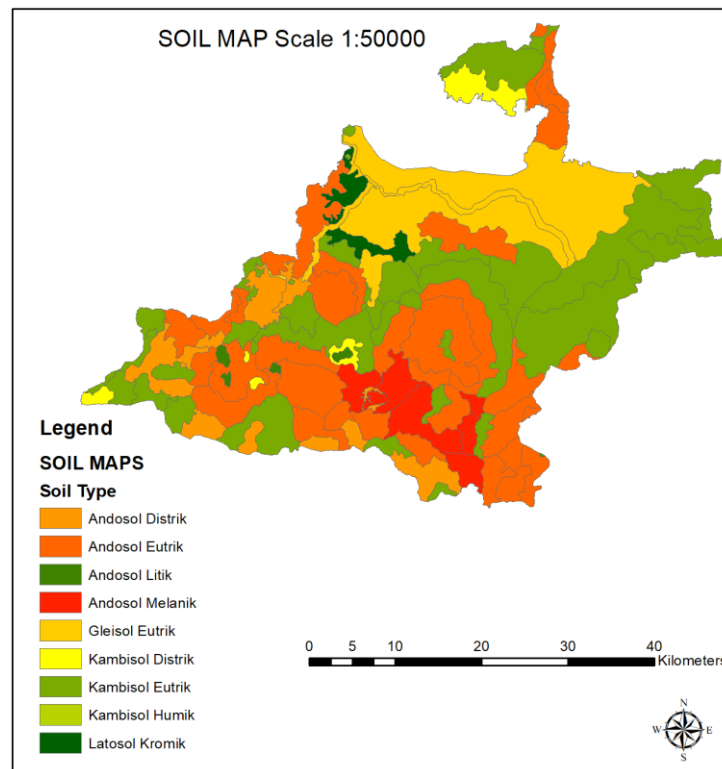 SOIL MAP Scale 1:50000
Legend
SOIL MAPS
Soil Type
Andosol Distrik
Andosol Eutrik
Andosol Litik
Andosol Melanik
Gleisol Eutrik
Kambisol Distrik
Kambisol Eutrik
Kambisol Humik
Latosol Kromik
0 5 10 20 30 40
Kilometers
N
W E
S